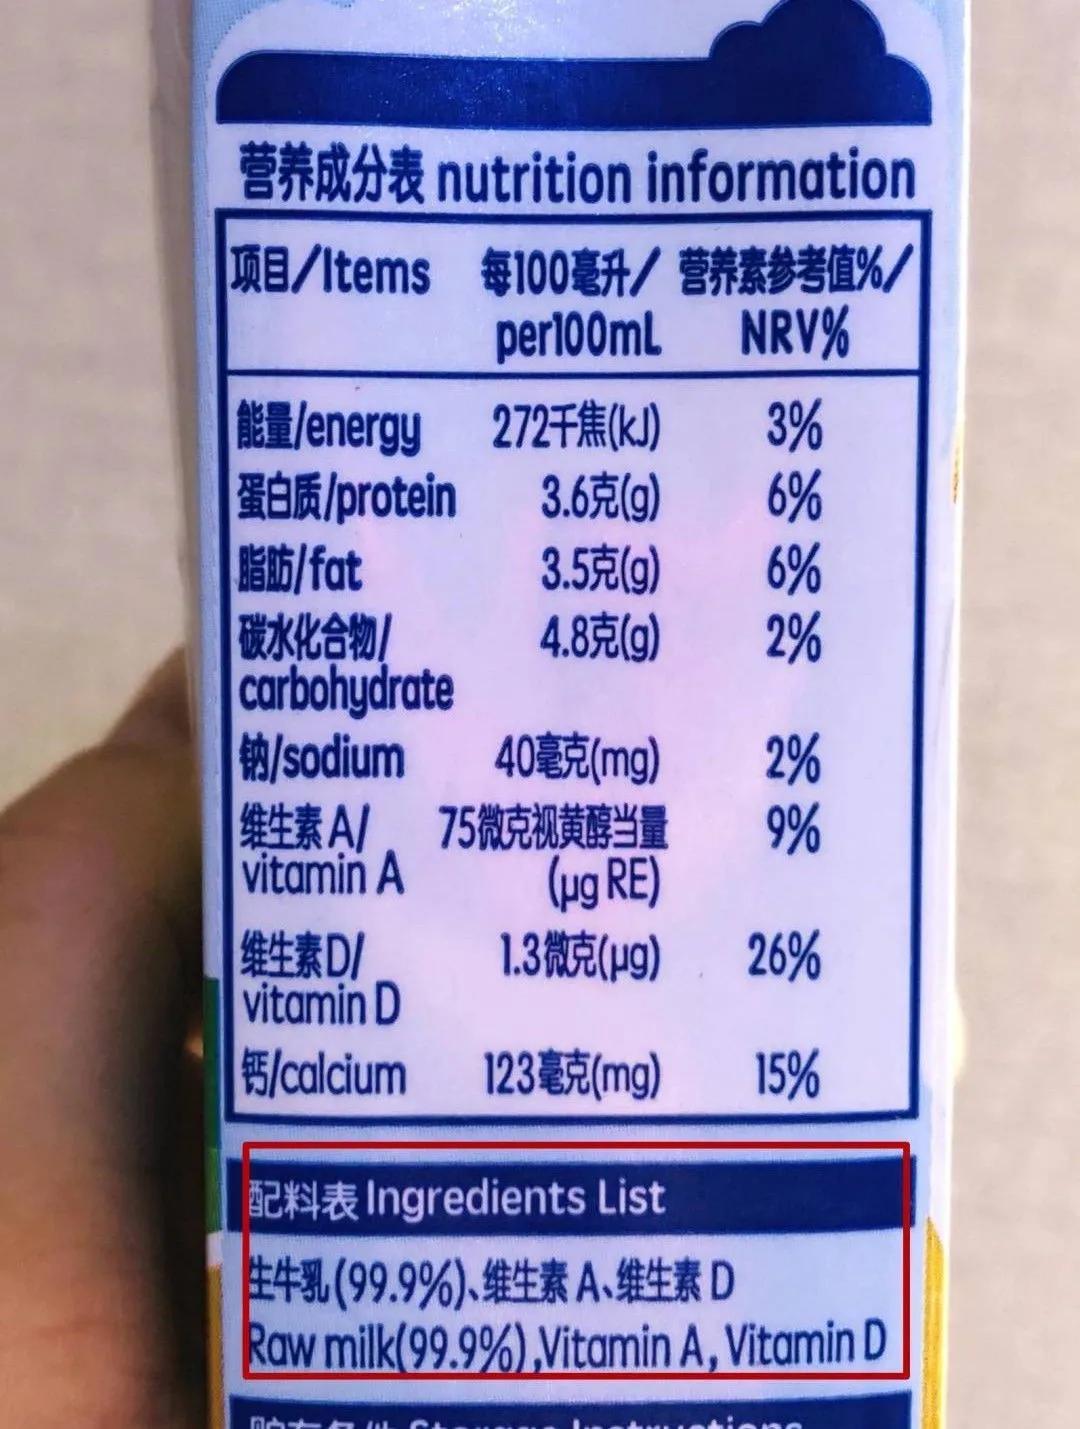 营养成分表 nutrition information
项目/Items 每100毫升/ 营养素参考值%/
per100mL NRV%
能量/energy 272千焦(kJ) 3%
蛋白质/protein 3.6克(g) 6%
脂肪/fat 3.5克(g) 6%
碳水化合物/ 4.8克(g) 2%
carbohydrate
钠/sodium 40毫克(mg) 2%
维生素A/ 75微克视黄醇当量 9%
vitamin A (μg RE)
维生素D/ 1.3微克(μg) 26%
vitamin D
钙/calcium 123毫克(mg) 15%
配料表 Ingredients List
生牛乳(99.9%)、维生素A、维生素D
Raw milk(99.9%),Vitamin A, Vitamin D
贮存条件 Storage Instructions